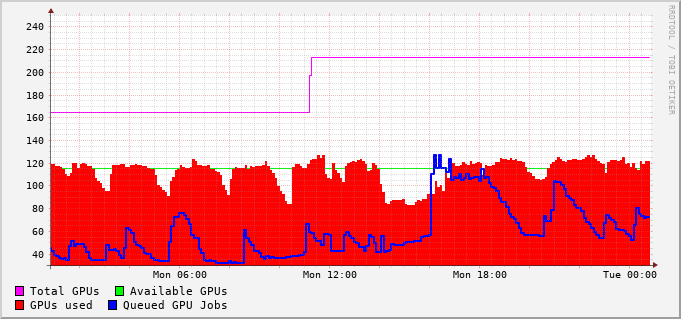 RRDTOOL / TOBI OETIKER
240
220
200
180
160
140
120
100
80
60
40
Mon 06:00 Mon 12:00 Mon 18:00 Tue 00:00
Total GPUs Available GPUs
GPUs used Queued GPU Jobs